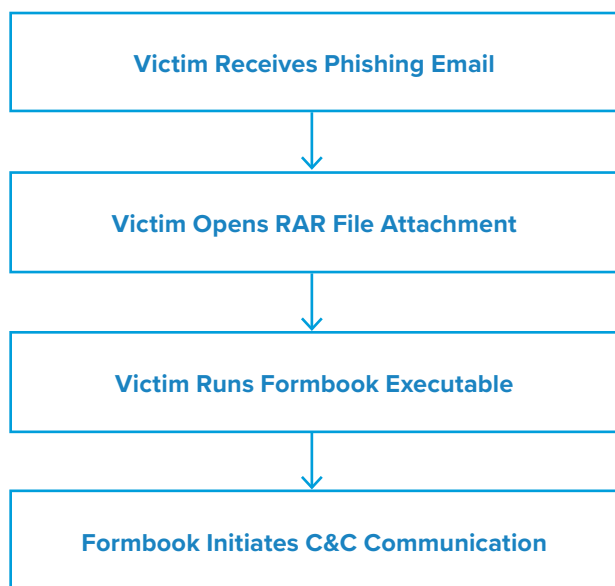 Victim Receives Phishing Email
Victim Opens RAR File Attachment
Victim Runs Formbook Executable
Formbook Initiates C&C Communication